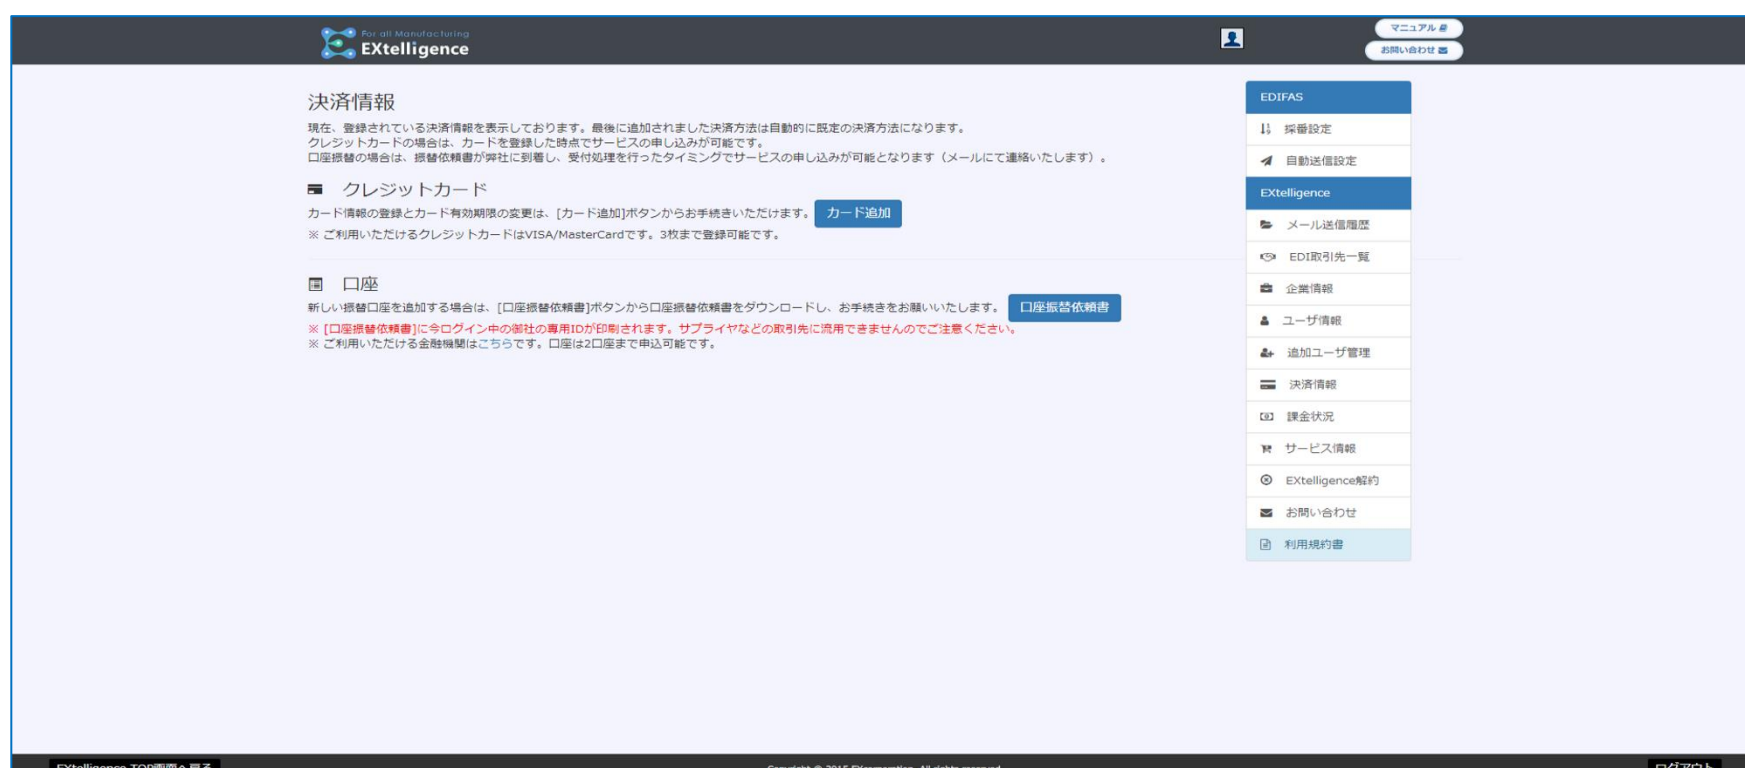 For all Manufacturing
EXtelligence
マニュアル
お問い合わせ
決済情報
現在、登録されている決済情報を表示しております。最後に追加されました決済方法は自動的に既定の決済方法になります。
クレジットカードの場合は、カードを登録した時点でサービスの申し込みが可能です。
口座振替の場合は、振替依頼書が弊社に到着し、受付処理を行ったタイミングでサービスの申し込みが可能となります（メールにて連絡いたします）。
クレジットカード
カード情報の登録とカード有効期限の変更は、[カード追加]ボタンからお手続きいただけます。 カード追加
※ ご利用いただけるクレジットカードはVISA/MasterCardです。3枚まで登録可能です。
口座
新しい振替口座を追加する場合は、[口座振替依頼書]ボタンから口座振替依頼書をダウンロードし、お手続きをお願いいたします。 口座振替依頼書
※ [口座振替依頼書]に今ログイン中の御社の専用IDが印刷されます。サプライヤなどの取引先に流用できませんのでご注意ください。
※ ご利用いただける金融機関はこちらです。口座は2口座まで申込可能です。
EDIFAS
採番設定
自動送信設定
EXtelligence
メール送信履歴
EDI取引先一覧
企業情報
ユーザ情報
追加ユーザ管理
決済情報
課金状況
サービス情報
EXtelligence解約
お問い合わせ
利用規約書
EXtelligence TOP画面へ戻る
Copyright © 2015 EXcorporation. All rights reserved.
ログアウト